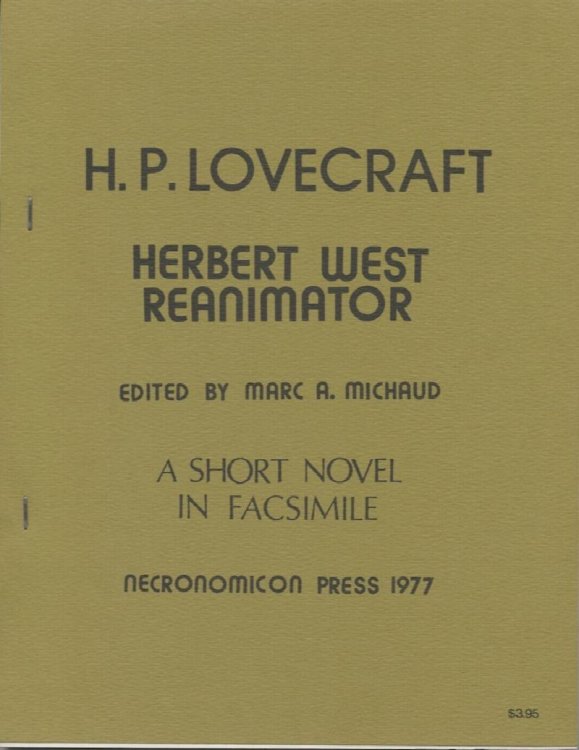 H. P. LOVECRAFT
HERBERT WEST
REANIMATOR
EDITED BY MARC A. MICHAUD
A SHORT NOVEL
IN FACSIMILE
NECRONOMICON PRESS 1977
$3.95